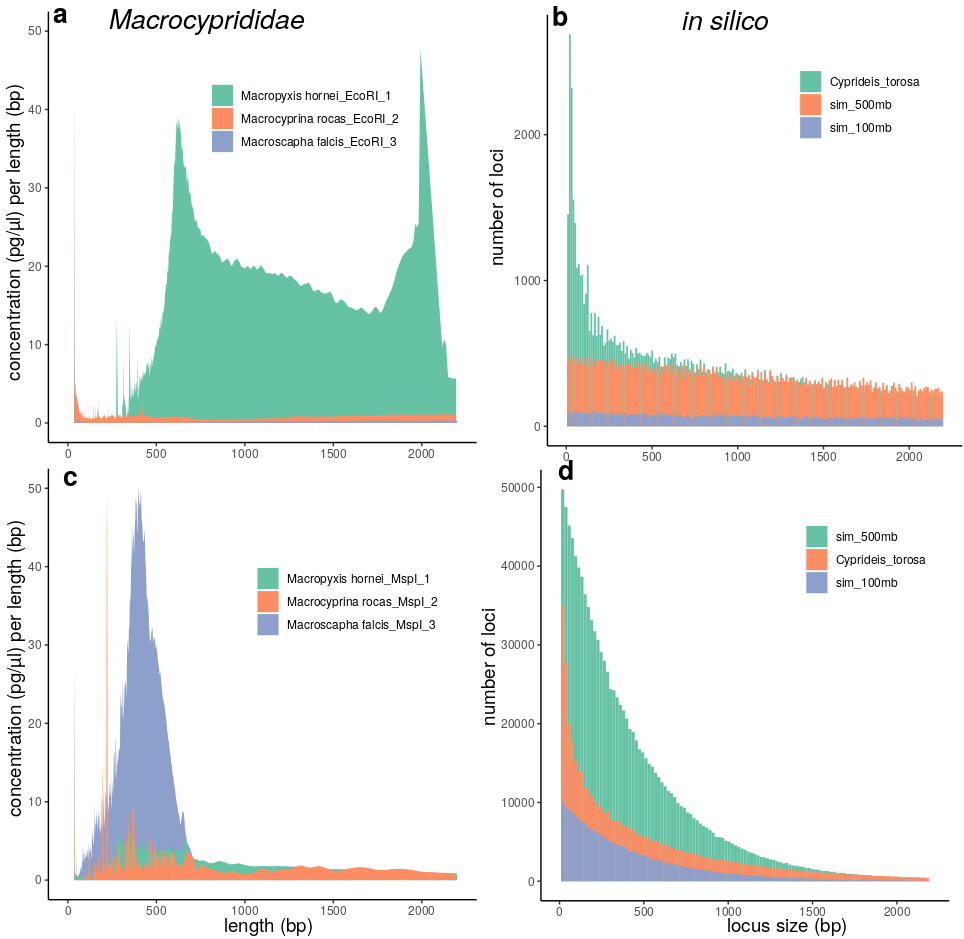 a
Macrocyprididae
concentration (pg/µl) per length (bp)
50
40
30
20
10
0
Macropyxis hornei_EcoRI_1
Macrocyprina rocas_EcoRI_2
Macroscapha falcis_EcoRI_3
0 500 1000 1500 2000
b
in silico
number of loci
2000
1000
0
Cyprideis_torosa
sim_500mb
sim_100mb
0 500 1000 1500 2000
c
concentration (pg/µl) per length (bp)
50
40
30
20
10
0
Macropyxis hornei_MspI_1
Macrocyprina rocas_MspI_2
Macroscapha falcis_MspI_3
0 500 1000 1500 2000
length (bp)
d
number of loci
50000
40000
30000
20000
10000
0
sim_500mb
Cyprideis_torosa
sim_100mb
0 500 1000 1500 2000
locus size (bp)